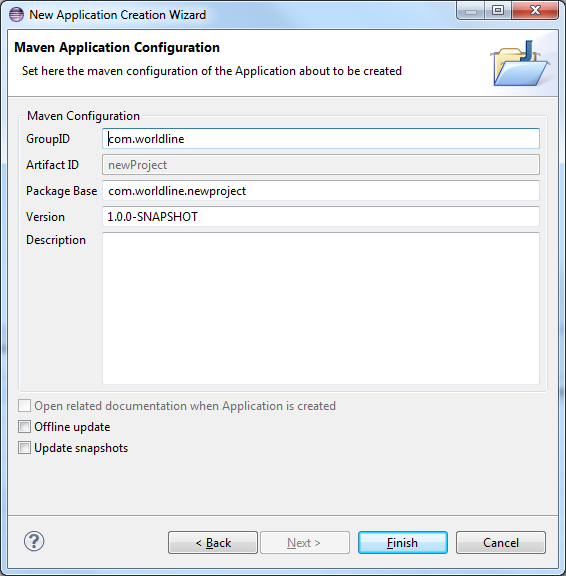 New Application Creation Wizard
Maven Application Configuration
Set here the maven configuration of the Application about to be created
Maven Configuration
GroupID com.worldline
Artifact ID newProject
Package Base com.worldline.newproject
Version 1.0.0-SNAPSHOT
Description
Open related documentation when Application is created
Offline update
Update snapshots
? < Back Next > Finish Cancel